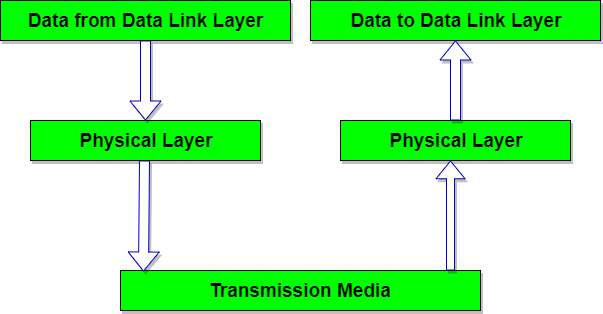 Data from Data Link Layer
Data to Data Link Layer
Physical Layer
Physical Layer
Transmission Media